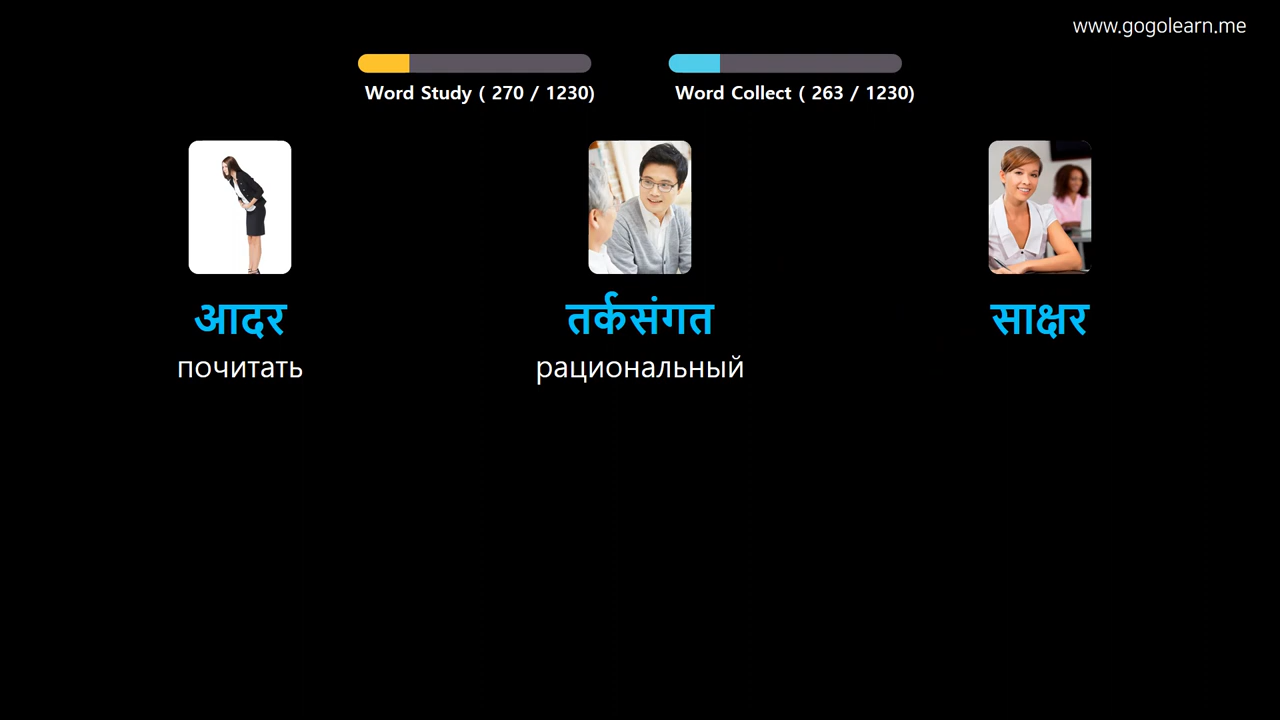 www.gogolearn.me
Word Study ( 270 / 1230)
Word Collect ( 263 / 1230)
आदर
तर्कसंगत
साक्षर
почитать
рациональный